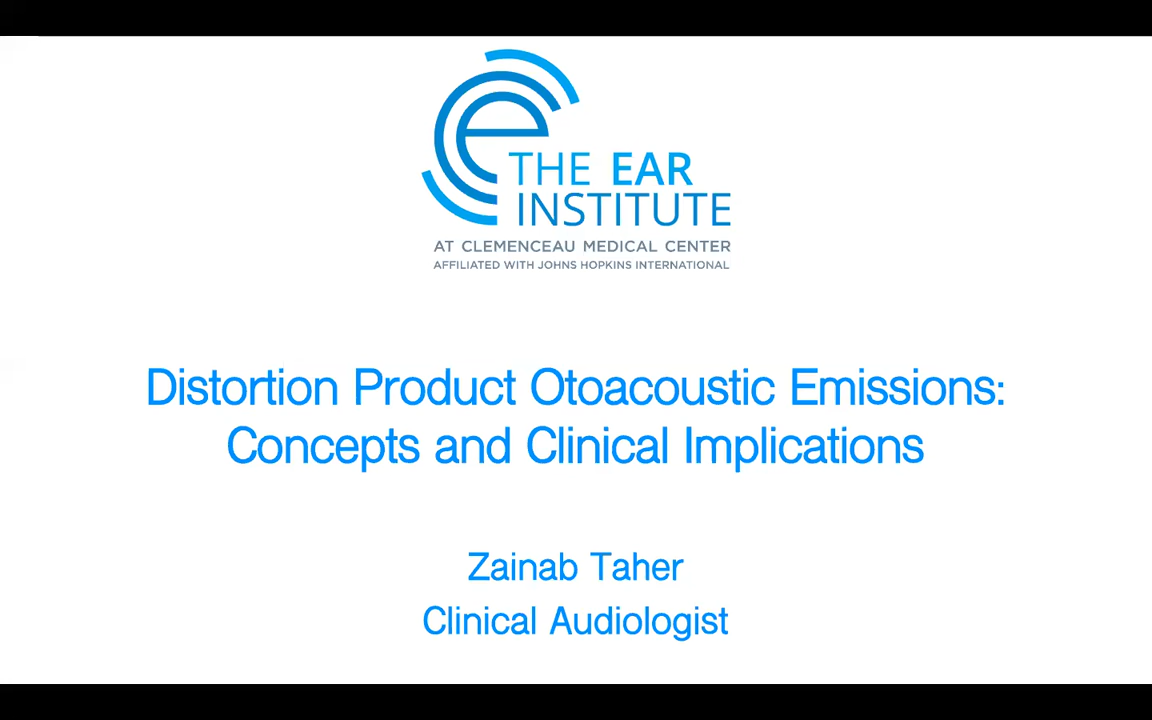 THE EAR
INSTITUTE
AT CLEMENCEAU MEDICAL CENTER
AFFILIATED WITH JOHNS HOPKINS INTERNATIONAL
Distortion Product Otoacoustic Emissions:
Concepts and Clinical Implications
Zainab Taher
Clinical Audiologist